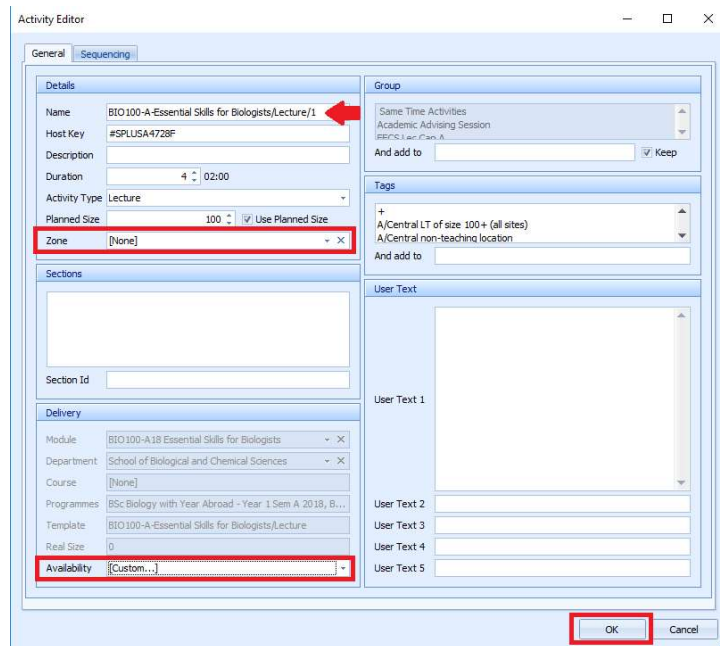 Activity Editor
General Sequencing
Details
Name BIO100-A-Essential Skills for Biologists/Lecture/1
Host Key #SPLUSA4728F
Description
Duration 4 02:00
Activity Type Lecture
Planned Size 100 Use Planned Size
Zone [None]
Sections
Section Id
Delivery
Module BIO100-A18 Essential Skills for Biologists
Department School of Biological and Chemical Sciences
Course [None]
Programmes BSc Biology with Year Abroad - Year 1 Sem A 2018, B...
Template BIO100-A-Essential Skills for Biologists/Lecture
Real Size 0
Availability [Custom...]
Group
Same Time Activities
Academic Advising Session
EECS Lec Cap A
And add to Keep
Tags
+
A/Central LT of size 100+ (all sites)
A/Central non-teaching location
And add to
User Text
User Text 1
User Text 2
User Text 3
User Text 4
User Text 5
OK Cancel